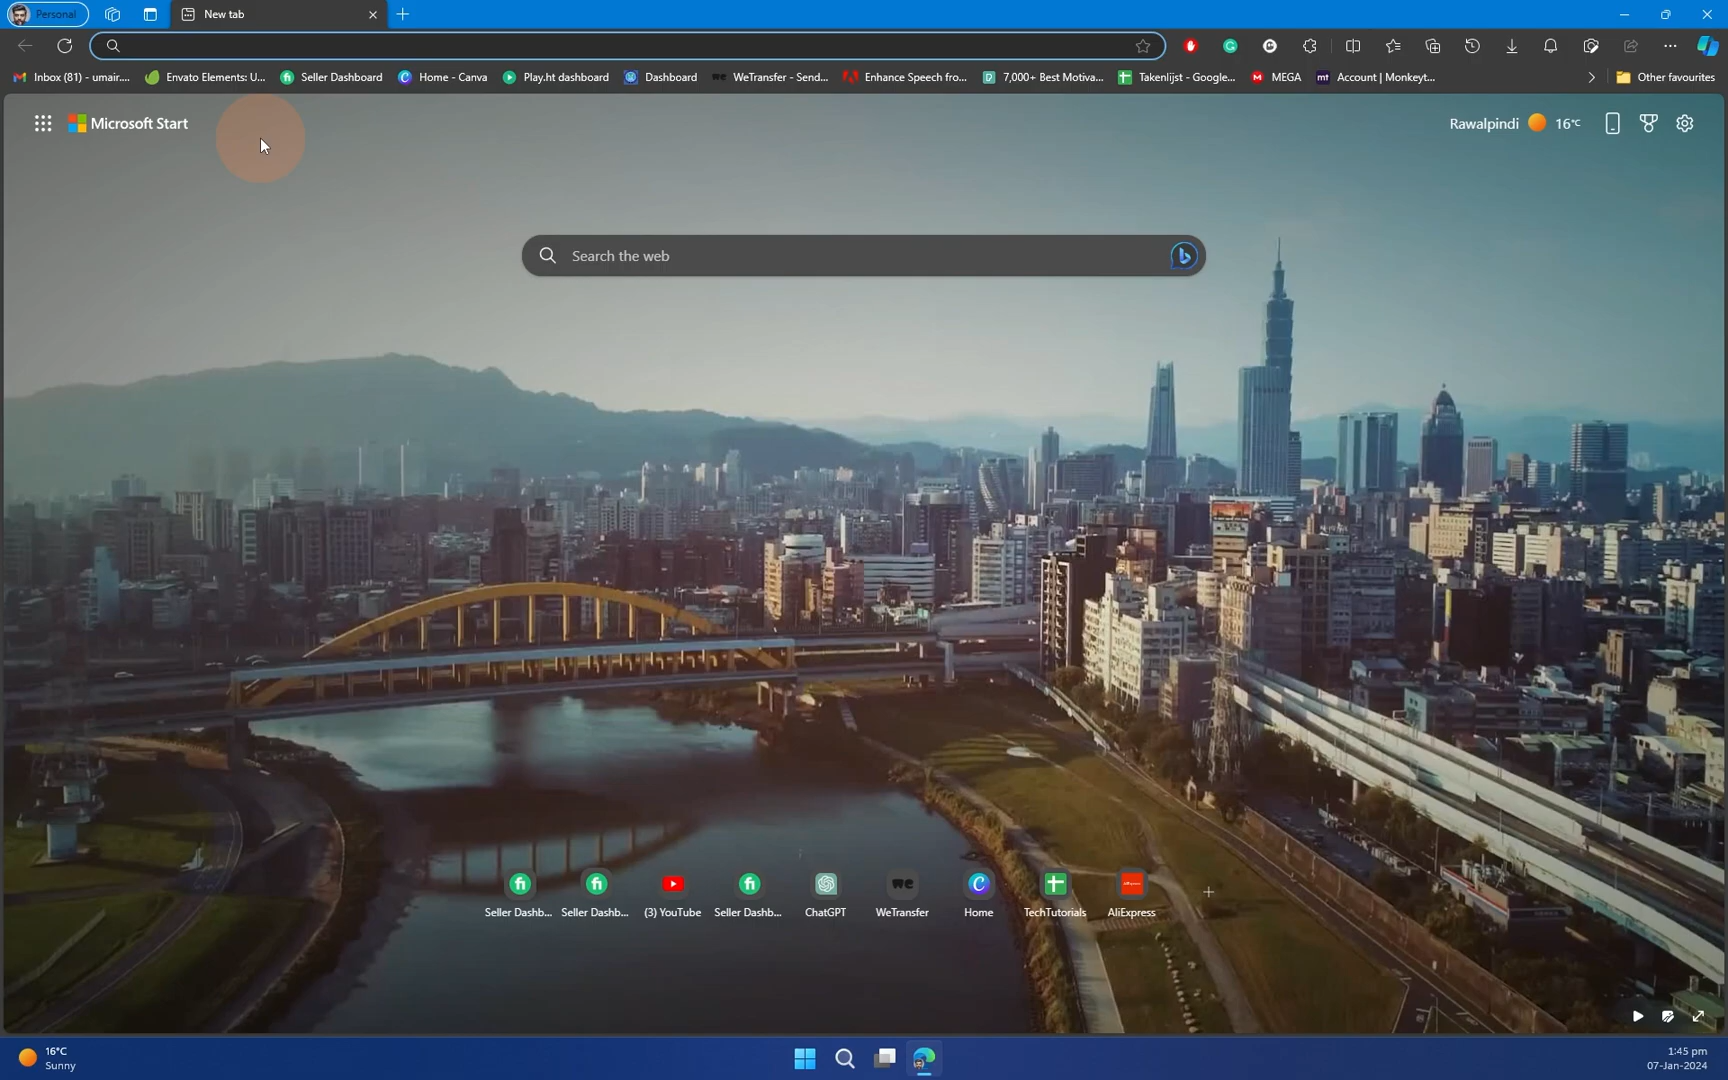 Personal
New tab
Inbox (81) - umair....
Envato Elements: U...
Seller Dashboard
Home - Canva
Play.ht dashboard
Dashboard
WeTransfer - Send...
Enhance Speech fro...
7,000+ Best Motiva...
Takenlijst - Google...
MEGA
Account | Monkeyt...
Other favourites
Microsoft Start
Rawalpindi 16°C
Search the web
Seller Dashb...
Seller Dashb...
(3) YouTube
Seller Dashb...
ChatGPT
WeTransfer
Home
TechTutorials
AliExpress
16°C
Sunny
1:45 pm
07-Jan-2024